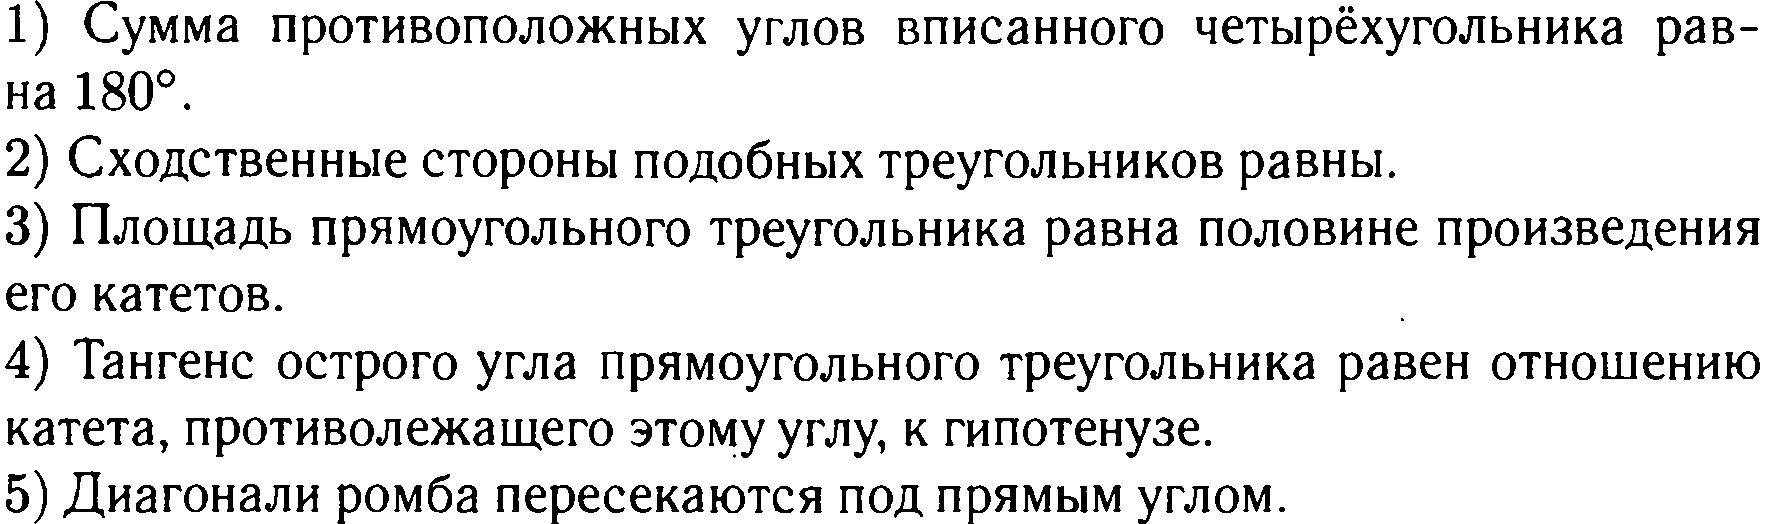 1) Сумма противоположных углов вписанного четырёхугольника рав-
на 180°.
2) Сходственные стороны подобных треугольников равны.
3) Площадь прямоугольного треугольника равна половине произведения
его катетов.
4) Тангенс острого угла прямоугольного треугольника равен отношению
катета, противолежащего этому углу, к гипотенузе.
5) Диагонали ромба пересекаются под прямым углом.